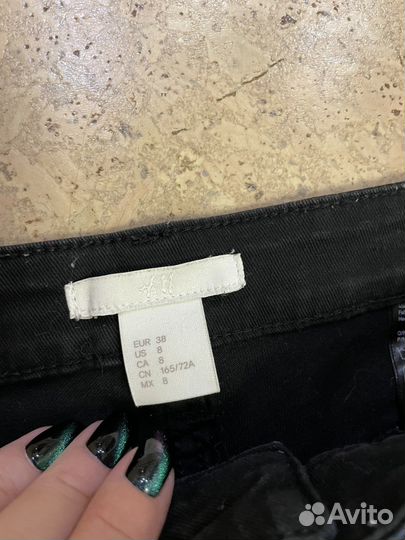 H&M
EUR 38
US 8
CA 8
CN 165/72A
MX 8
Avito